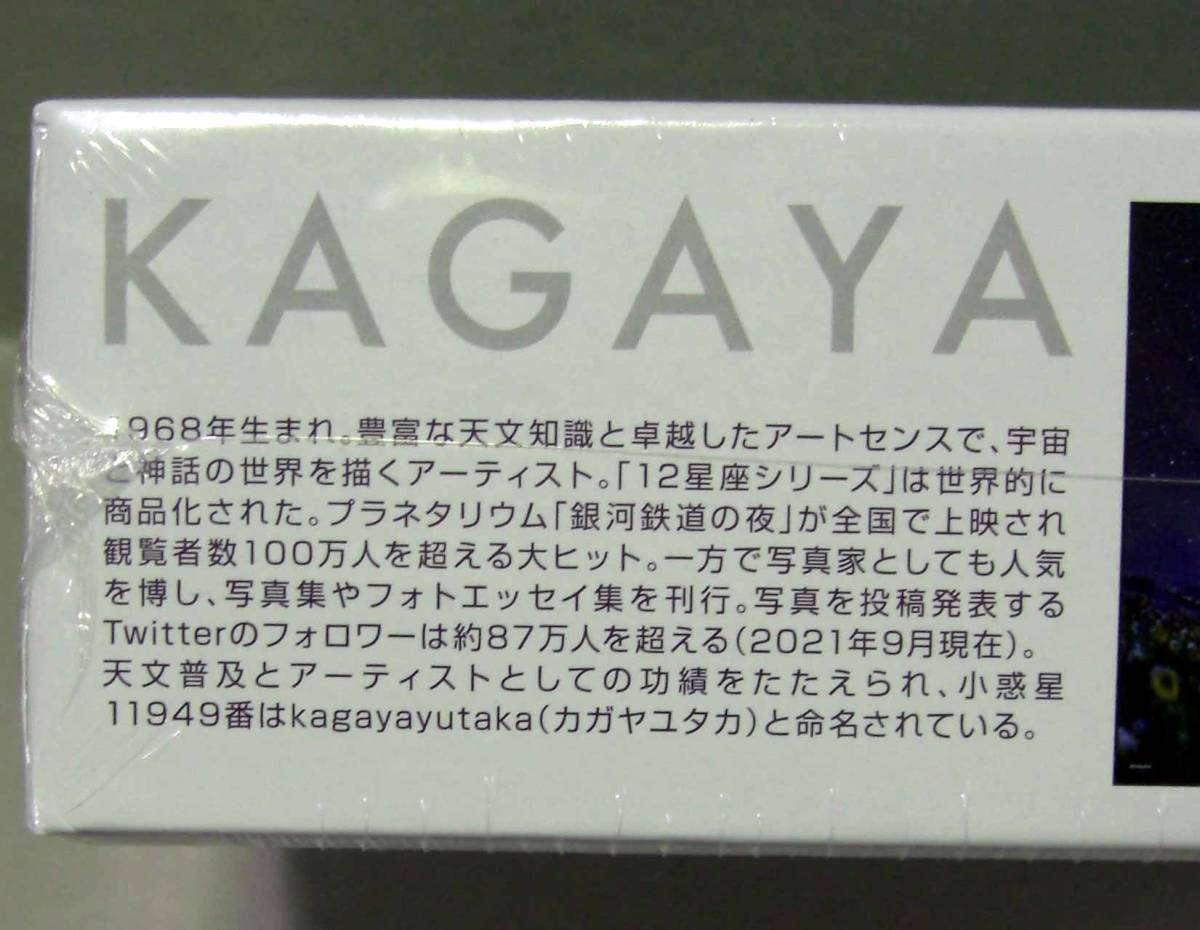 KAGAYA
1968年生まれ。豊富な天文知識と卓越したアートセンスで、宇宙
と神話の世界を描くアーティスト。「12星座シリーズ」は世界的に
商品化された。プラネタリウム「銀河鉄道の夜」が全国で上映され
観覧者数100万人を超える大ヒット。一方で写真家としても人気
を博し、写真集やフォトエッセイ集を刊行。写真を投稿発表する
Twitterのフォロワーは約87万人を超える(2021年9月現在)。
天文普及とアーティストとしての功績をたたえられ、小惑星
11949番はkagayayutaka(カガヤユタカ)と命名されている。